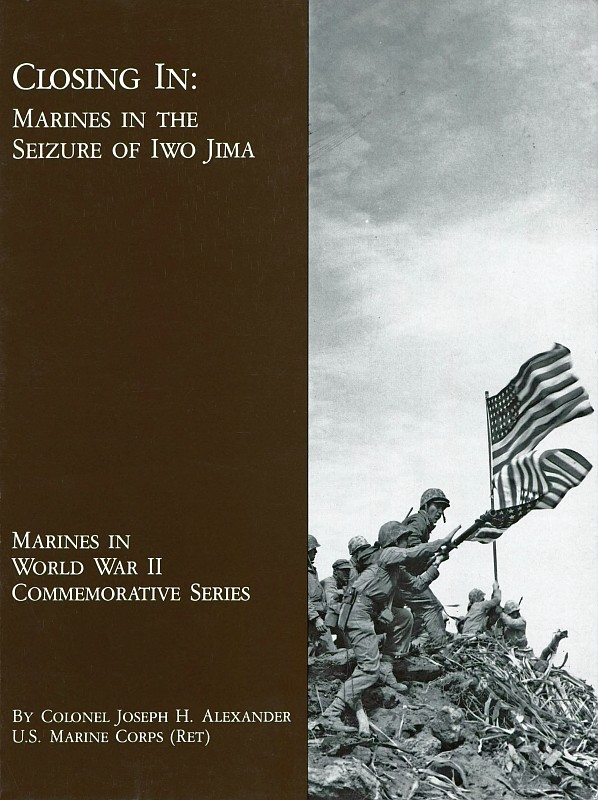 CLOSING IN:
MARINES IN THE
SEIZURE OF IWO JIMA
MARINES IN
WORLD WAR II
COMMEMORATIVE SERIES
BY COLONEL JOSEPH H. ALEXANDER
U.S. MARINE CORPS (RET)